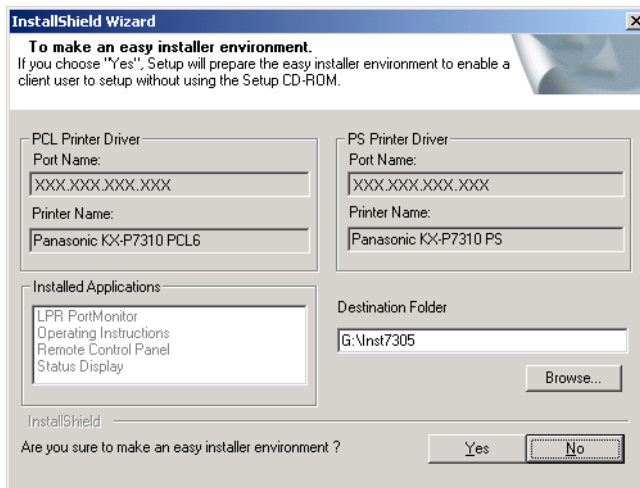 InstallShield Wizard
To make an easy installer environment.
If you choose "Yes", Setup will prepare the easy installer environment to enable a
client user to setup without using the Setup CD-ROM.
PCL Printer Driver
Port Name:
XXX.XXX.XXX.XXX
Printer Name:
Panasonic KX-P7310 PCL6
PS Printer Driver
Port Name:
XXX.XXX.XXX.XXX
Printer Name:
Panasonic KX-P7310 PS
Installed Applications
LPR PortMonitor
Operating Instructions
Remote Control Panel
Status Display
Destination Folder
G:\Inst7305
Browse...
InstallShield
Are you sure to make an easy installer environment ?
Yes
No